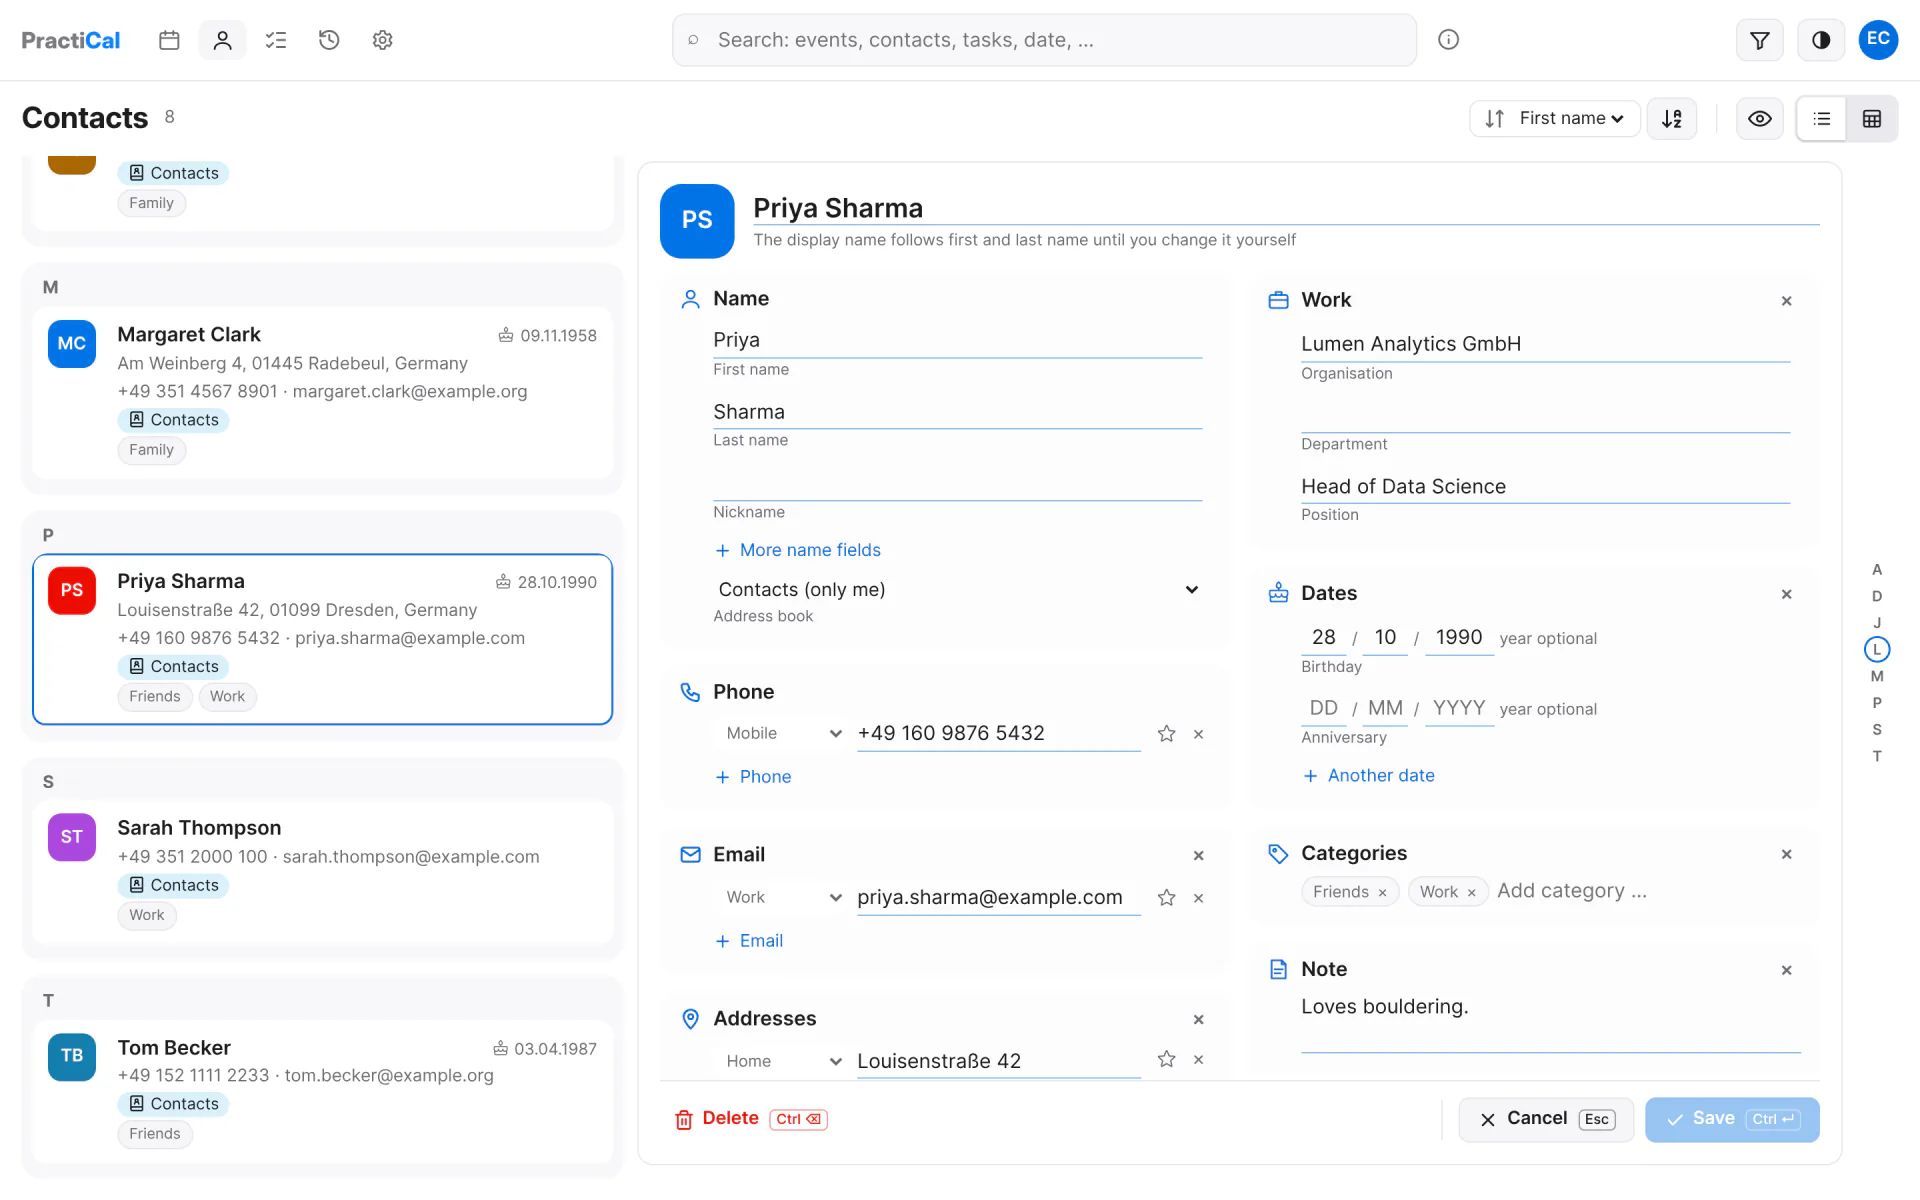 PractiCal
Search: events, contacts, tasks, date, ...
EC
Contacts 8
First name
Contacts
Family
M
MC
Margaret Clark
09.11.1958
Am Weinberg 4, 01445 Radebeul, Germany
+49 351 4567 8901 · margaret.clark@example.org
Contacts
Family
P
PS
Priya Sharma
28.10.1990
Louisenstraße 42, 01099 Dresden, Germany
+49 160 9876 5432 · priya.sharma@example.com
Contacts
Friends Work
S
ST
Sarah Thompson
+49 351 2000 100 · sarah.thompson@example.com
Contacts
Work
T
TB
Tom Becker
03.04.1987
+49 152 1111 2233 · tom.becker@example.org
Contacts
Friends
PS
Priya Sharma
The display name follows first and last name until you change it yourself
Name
Priya
First name
Sharma
Last name
Nickname
+ More name fields
Contacts (only me)
Address book
Phone
Mobile +49 160 9876 5432
+ Phone
Email
Work priya.sharma@example.com
+ Email
Addresses
Home Louisenstraße 42
Work
Lumen Analytics GmbH
Organisation
Department
Head of Data Science
Position
Dates
28 / 10 / 1990 year optional
Birthday
DD / MM / YYYY year optional
Anniversary
+ Another date
Categories
Friends × Work × Add category ...
Note
Loves bouldering.
Delete Ctrl ⌫
Cancel Esc
Save Ctrl ↵
A
D
J
L
M
P
S
T